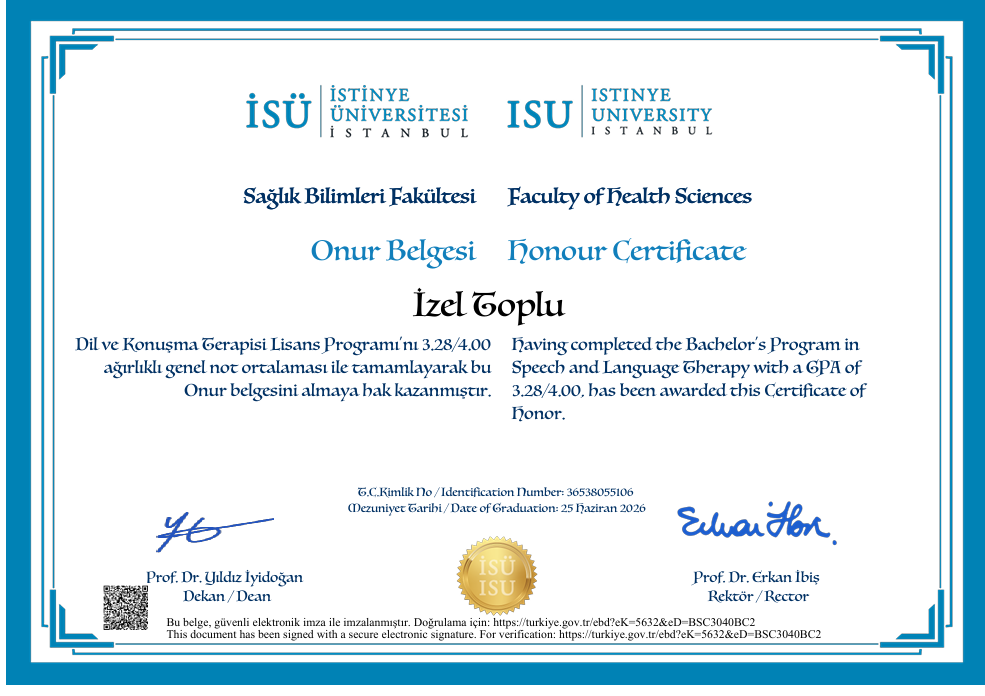 İSÜ
İSTİNYE
ÜNİVERSİTESİ
İSTANBUL
ISU
ISTINYE
UNIVERSITY
ISTANBUL
Sağlık Bilimleri Fakültesi
Faculty of Health Sciences
Onur Belgesi
Honour Certificate
İzel Toplu
Dil ve Konuşma Terapisi Lisans Programı'nı 3.28/4.00
ağırlıklı genel not ortalaması ile tamamlayarak bu
Onur belgesini almaya hak kazanmıştır.
Having completed the Bachelor's Program in
Speech and Language Therapy with a GPA of
3.28/4.00, has been awarded this Certificate of
Honor.
T.C.Kimlik No / Identification Number: 36538055106
Mezuniyet Tarihi / Date of Graduation: 25 Haziran 2026
Prof. Dr. Yıldız İyidoğan
Dekan / Dean
İSÜ
ISU
Prof. Dr. Erkan İbiş
Rektör / Rector
Bu belge, güvenli elektronik imza ile imzalanmıştır. Doğrulama için: https://turkiye.gov.tr/ebd?eK=5632&eD=BSC3040BC2
This document has been signed with a secure electronic signature. For verification: https://turkiye.gov.tr/ebd?eK=5632&eD=BSC3040BC2